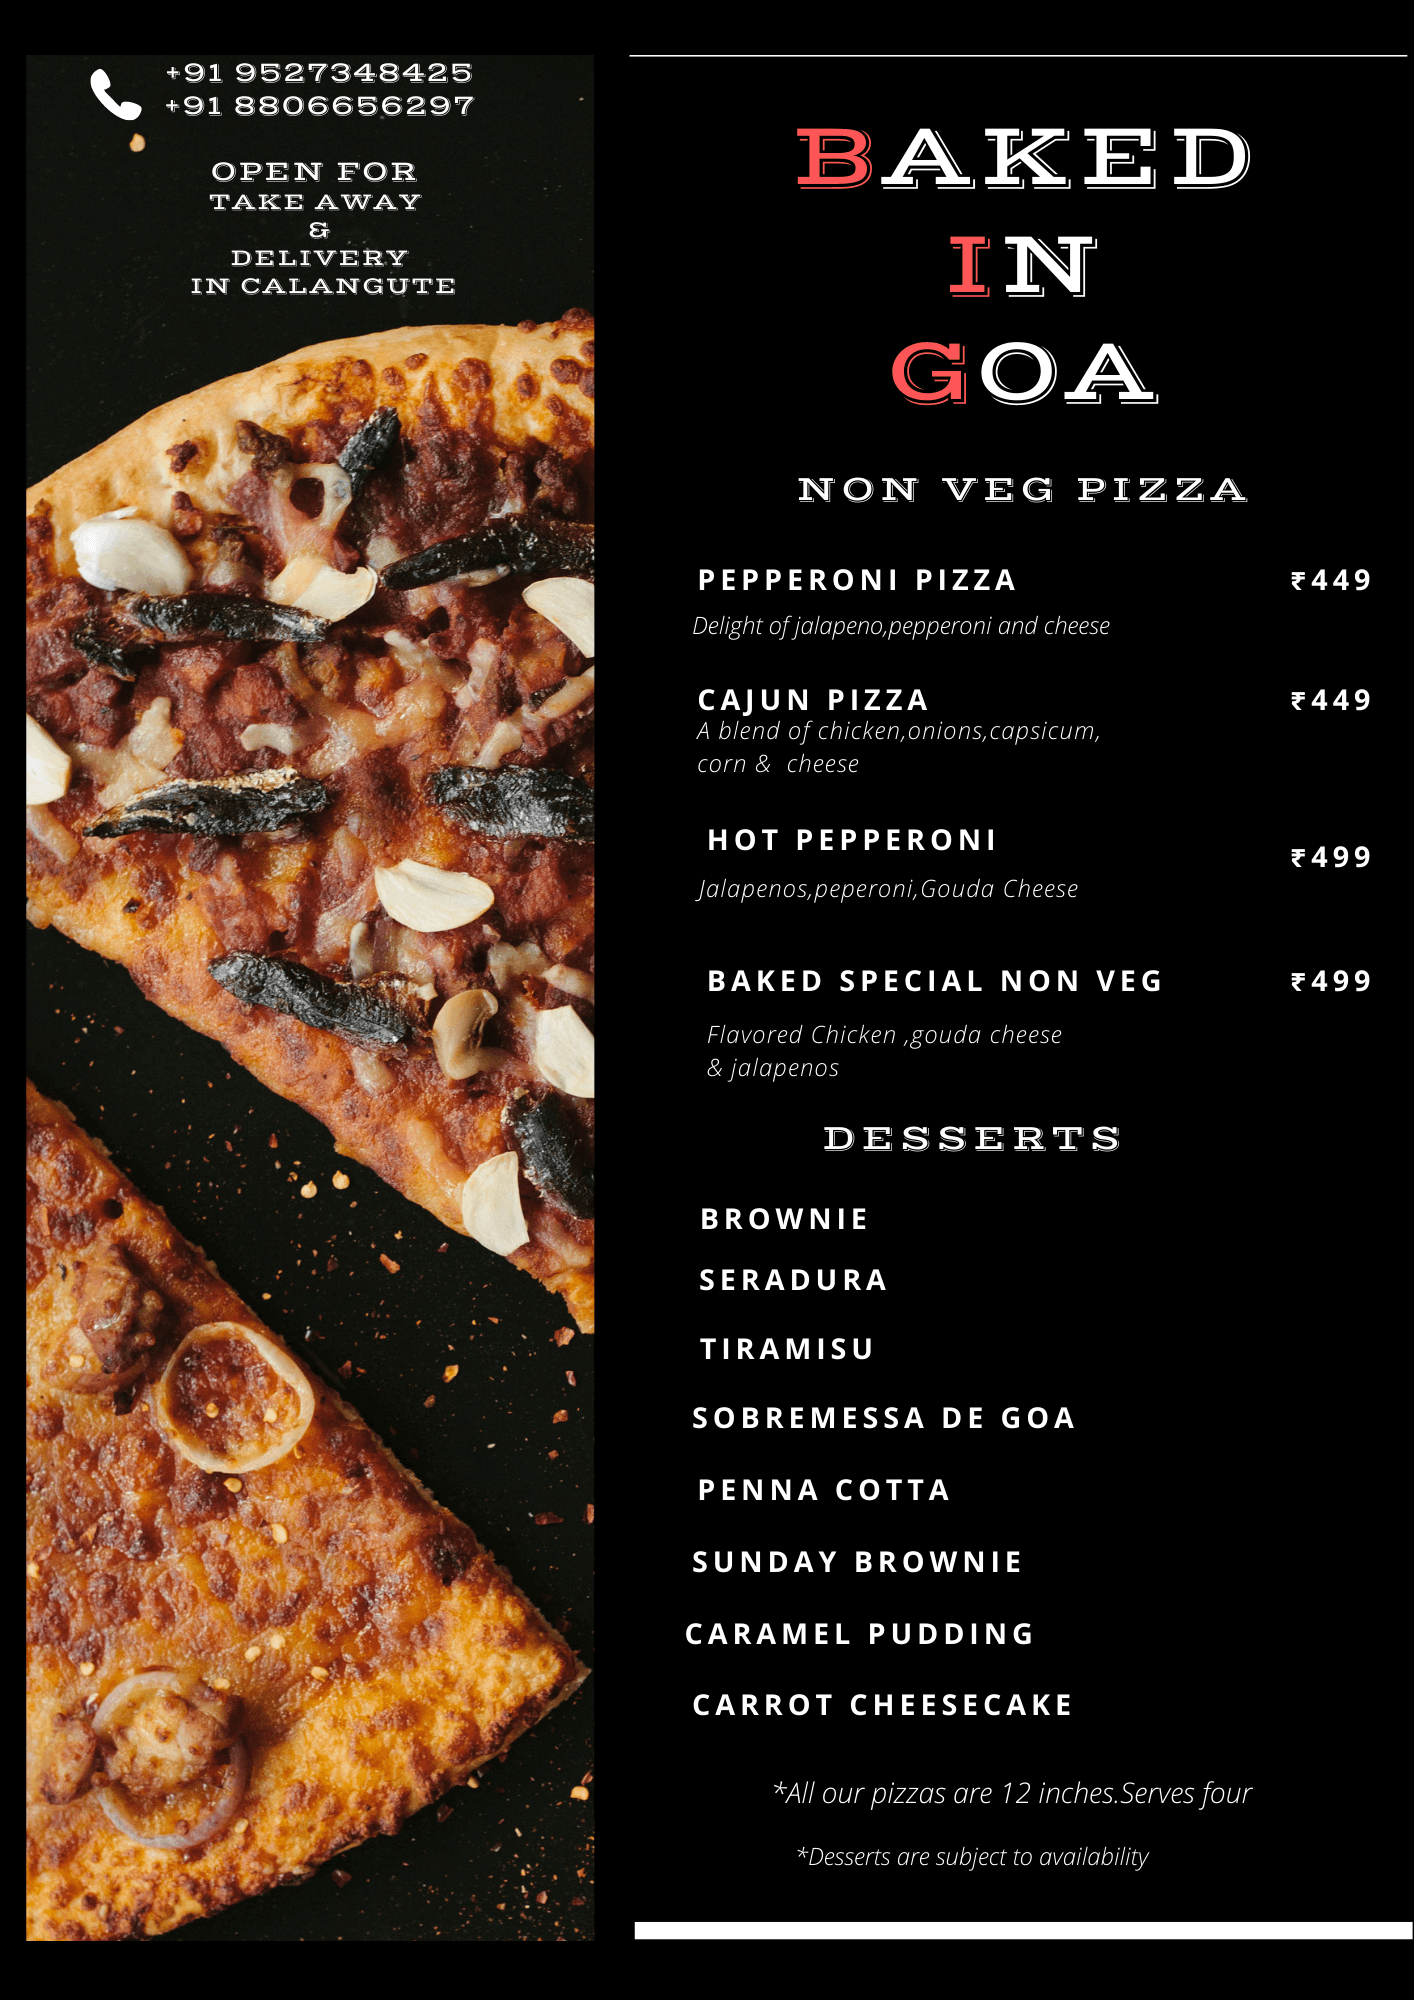 +91 9527348425
+91 8806656297
OPEN FOR
TAKE AWAY
&
DELIVERY
IN CALANGUTE
BAKED
IN
GOA
NON VEG PIZZA
PEPPERONI PIZZA ₹449
Delight of jalapeno,pepperoni and cheese
CAJUN PIZZA ₹449
A blend of chicken,onions,capsicum,
corn & cheese
HOT PEPPERONI ₹499
Jalapenos,peperoni,Gouda Cheese
BAKED SPECIAL NON VEG ₹499
Flavored Chicken ,gouda cheese
& jalapenos
DESSERTS
BROWNIE
SERADURA
TIRAMISU
SOBREMESSA DE GOA
PENNA COTTA
SUNDAY BROWNIE
CARAMEL PUDDING
CARROT CHEESECAKE
*All our pizzas are 12 inches.Serves four
*Desserts are subject to availability